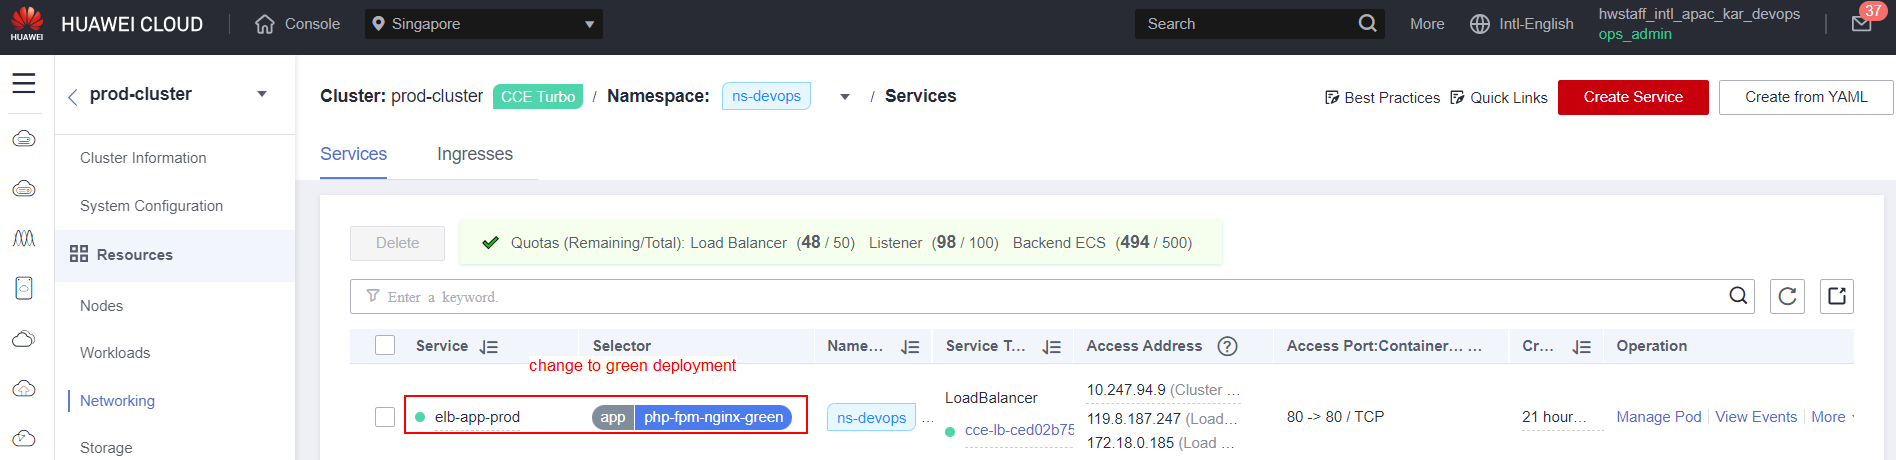 HUAWEI
HUAWEI CLOUD
Console
Singapore
Search
More
Intl-English
hwstaff_intl_apac_kar_devops
ops_admin
37
prod-cluster
Cluster Information
System Configuration
Resources
Nodes
Workloads
Networking
Storage
Cluster: prod-cluster CCE Turbo / Namespace: ns-devops / Services
Best Practices
Quick Links
Create Service
Create from YAML
Services
Ingresses
Delete
Quotas (Remaining/Total): Load Balancer (48 / 50) Listener (98 / 100) Backend ECS (494 / 500)
Enter a keyword.
Service Selector Name... Service T... Access Address ? Access Port:Container... ... Cr... Operation
change to green deployment
elb-app-prod
app php-fpm-nginx-green
ns-devops ...
LoadBalancer
cce-lb-ced02b75
10.247.94.9 (Cluster ...
119.8.187.247 (Load...
172.18.0.185 (Load ...
80 -> 80 / TCP
21 hour...
Manage Pod View Events More